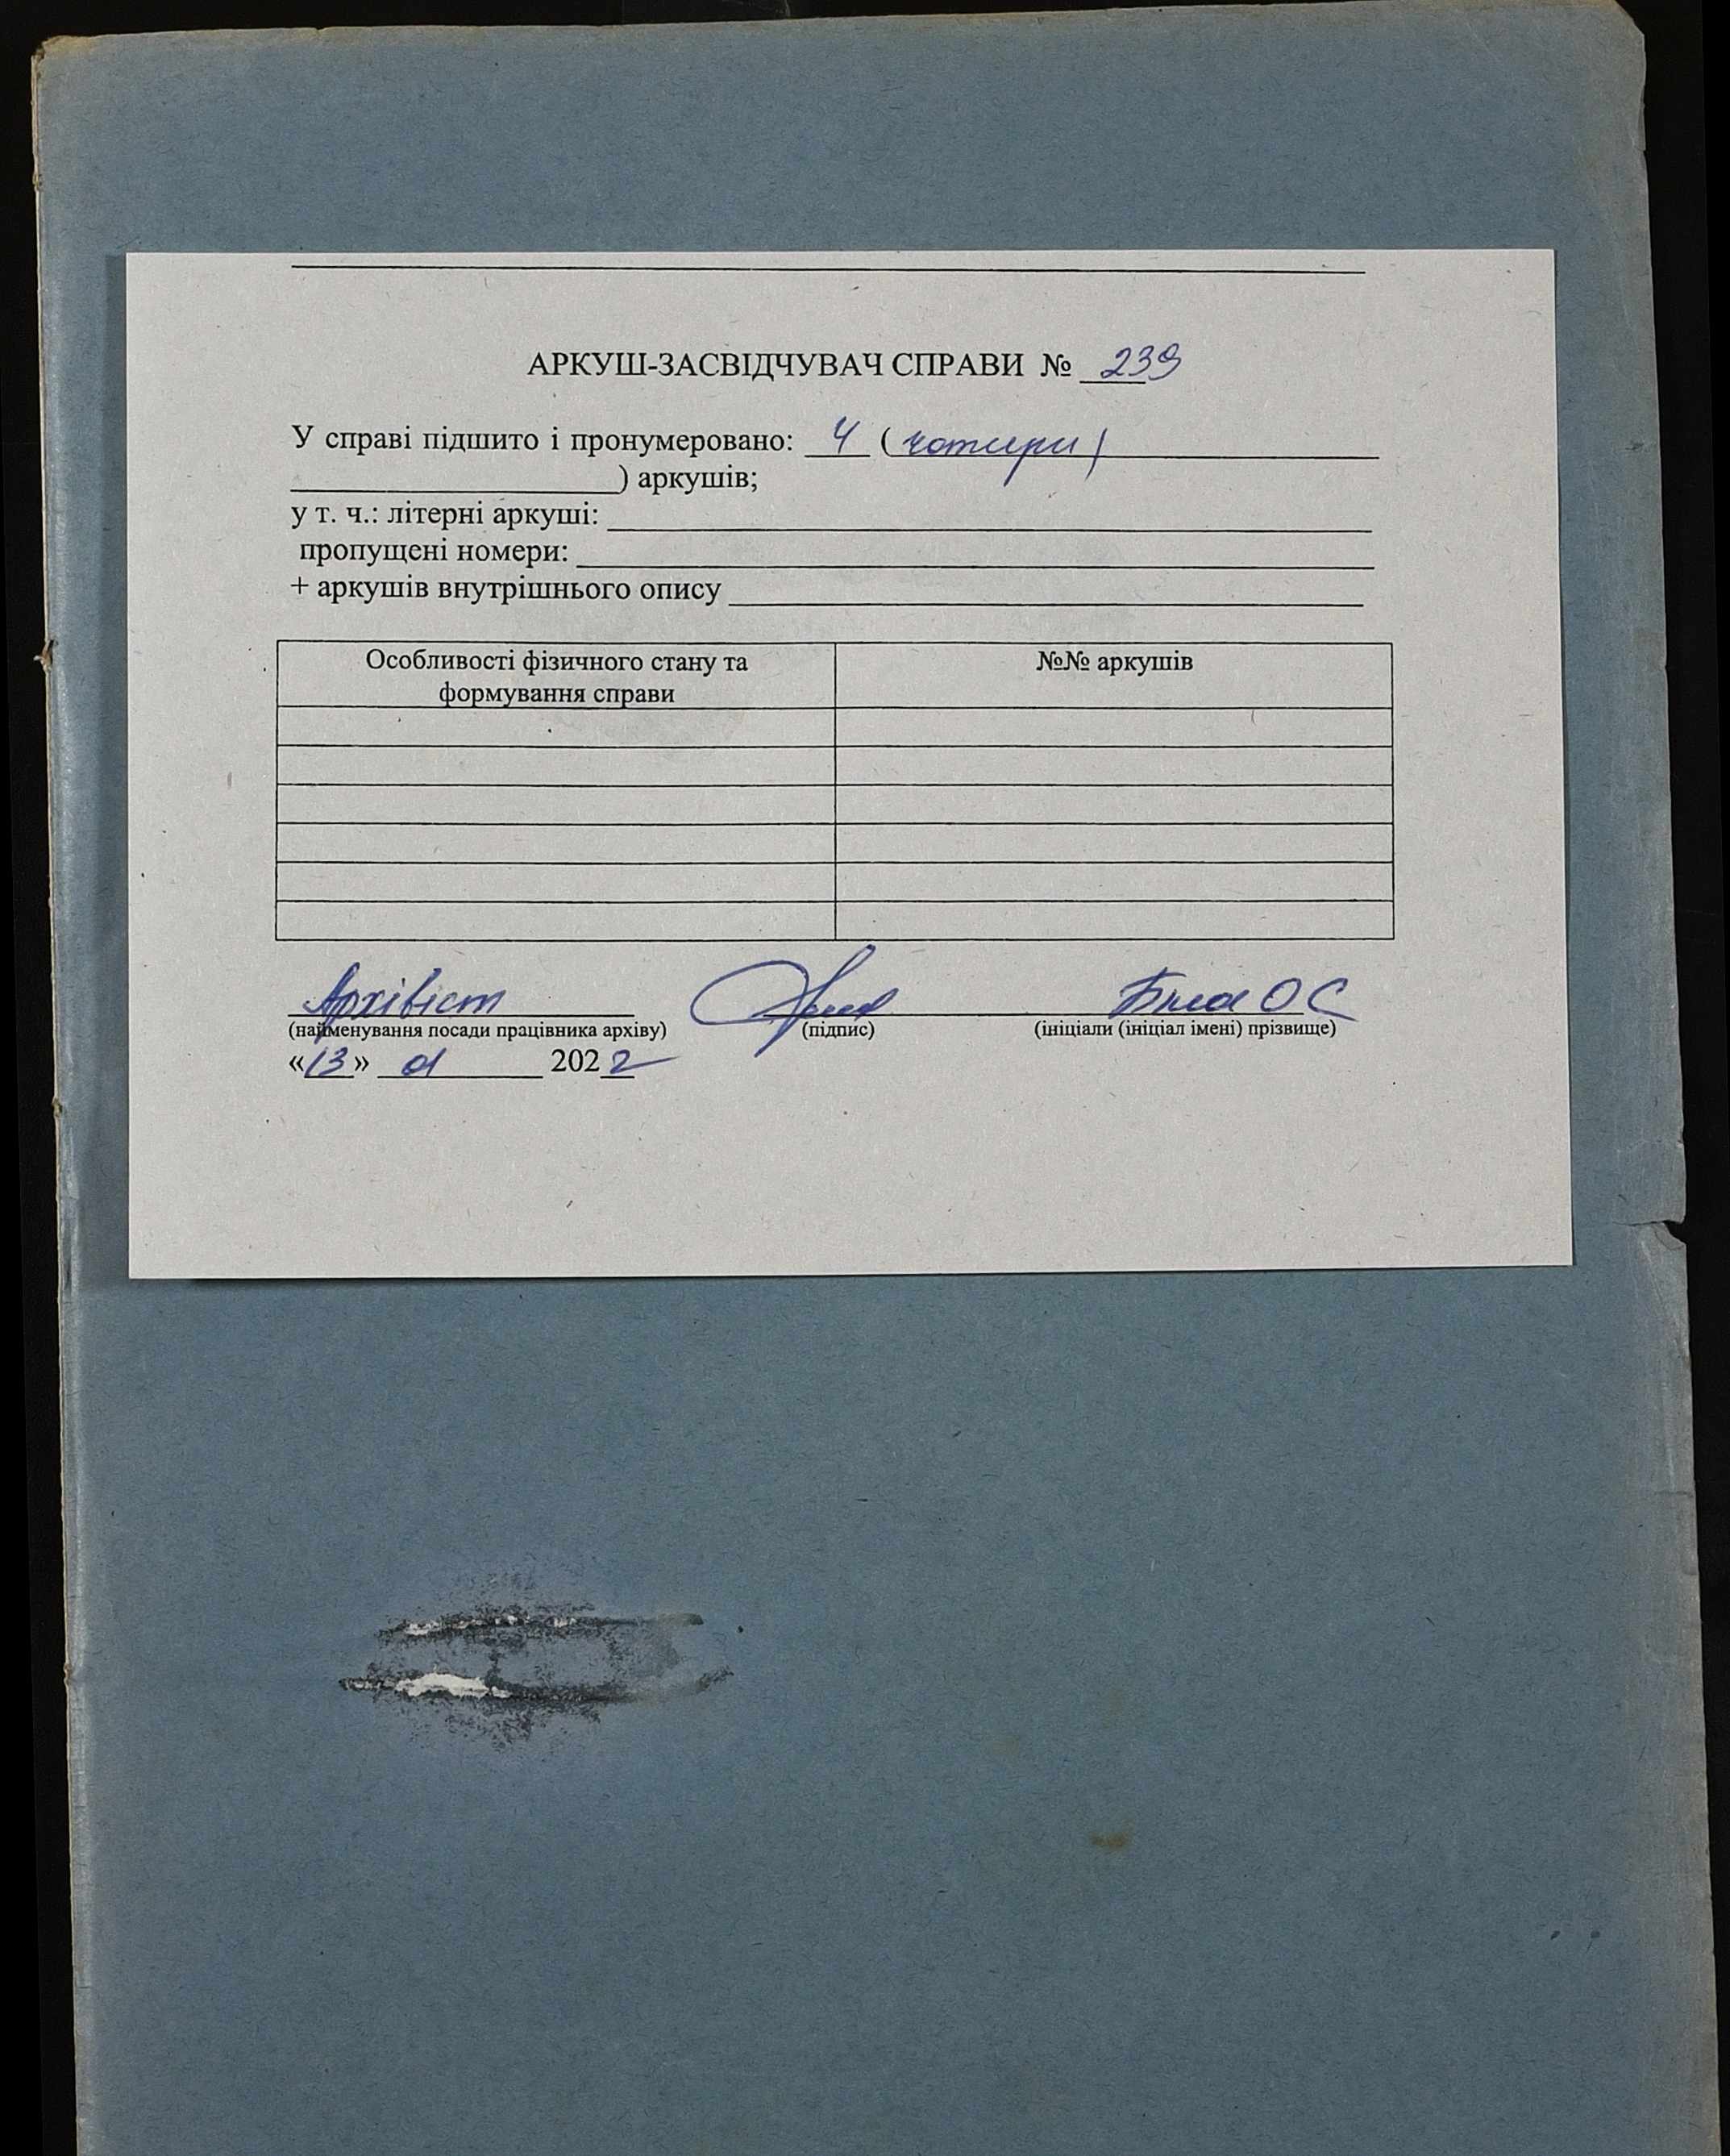 АРКУШ-ЗАСВІДЧУВАЧ СПРАВИ № 239
У справі підшито і пронумеровано: 4 (чотири)
) аркушів;
у т. ч.: літерні аркуші:
пропущені номери:
+ аркушів внутрішнього опису
Особливості фізичного стану та формування справи
№№ аркушів
Архівіст
Біла О С
(найменування посади працівника архіву) (підпис) (ініціали (ініціал імені) прізвище)
«13» 01 2022